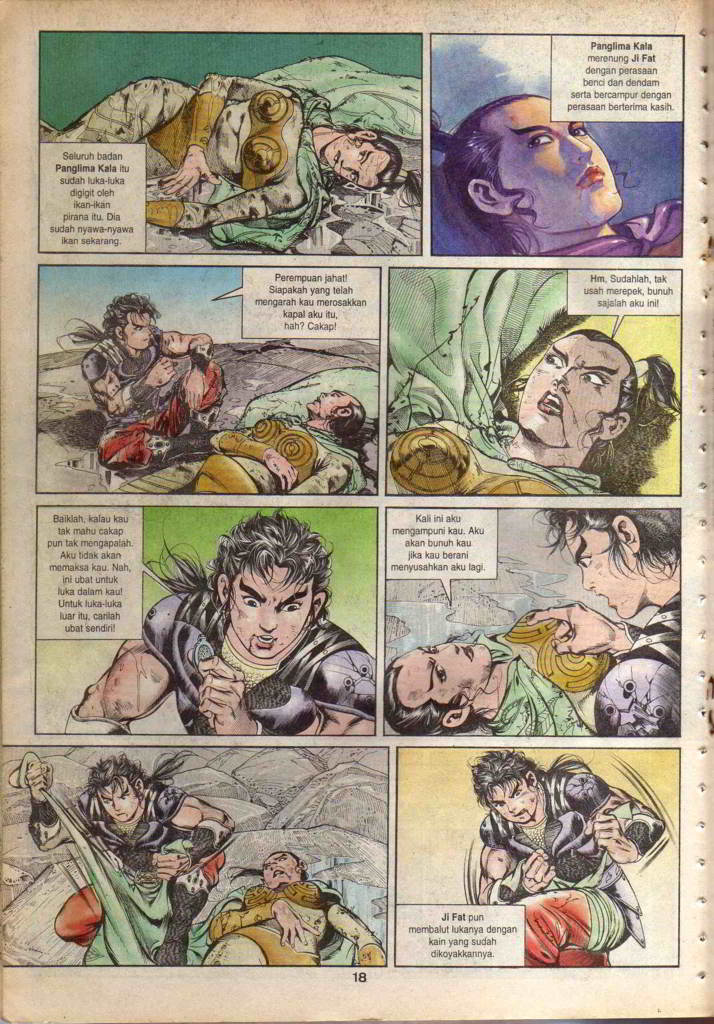 Seluruh badan
Panglima Kala itu
sudah luka-luka
digigit oleh
ikan-ikan
pirana itu. Dia
sudah nyawa-nyawa
ikan sekarang.
Panglima Kala
merenung Ji Fat
dengan perasaan
benci dan dendam
serta bercampur dengan
perasaan berterima kasih.
Perempuan jahat!
Siapakah yang telah
mengarah kau merosakkan
kapal aku itu,
hah? Cakap!
Hm, Sudahlah, tak
usah merepek, bunuh
sajalah aku ini!
Baiklah, kalau kau
tak mahu cakap
pun tak mengapalah.
Aku tidak akan
memaksa kau. Nah,
ini ubat untuk
luka dalam kau!
Untuk luka-luka
luar itu, carilah
ubat sendiri!
Kali ini aku
mengampuni kau. Aku
akan bunuh kau
jika kau berani
menyusahkan aku lagi.
Ji Fat pun
membalut lukanya dengan
kain yang sudah
dikoyakkannya.
18